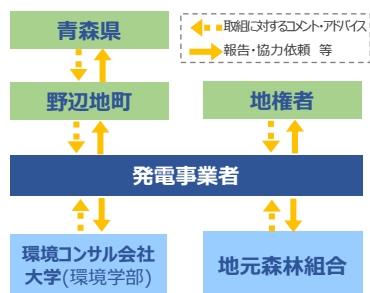 青森県
取組に対するコメント・アドバイス
報告・協力依頼 等
野辺地町
地権者
発電事業者
環境コンサル会社
大学(環境学部)
地元森林組合